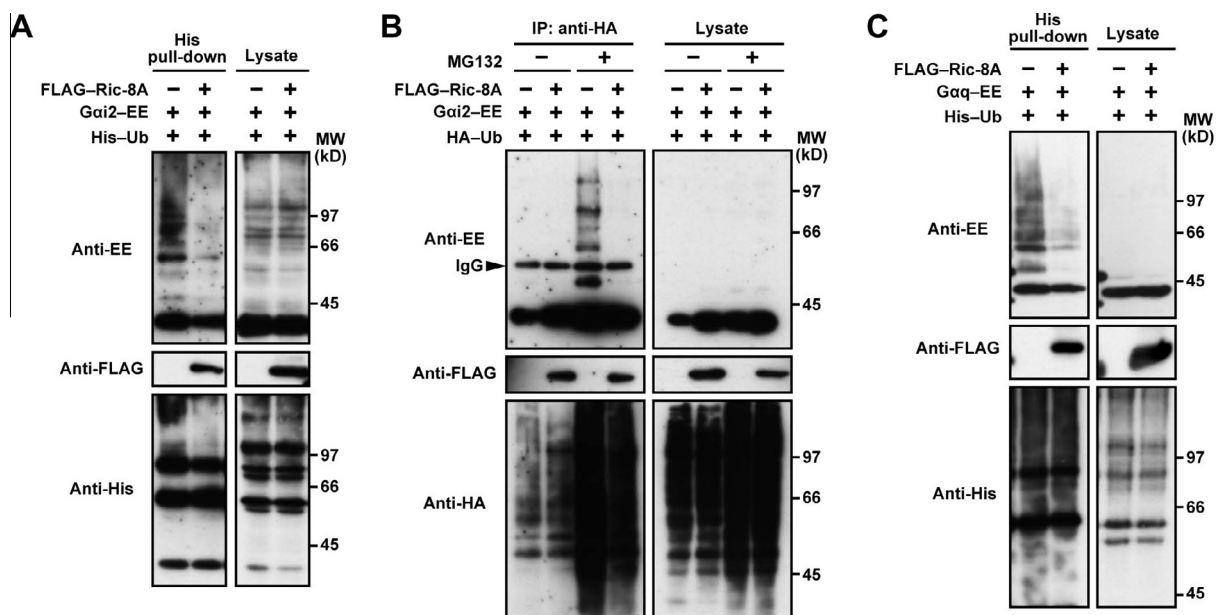 A
His
pull-down
Lysate
FLAG–Ric-8A
– + – +
Gαi2–EE
+ + + +
His–Ub
+ + + +
MW
(kD)
Anti-EE
97
66
45
Anti-FLAG
Anti-His
97
66
45
B
IP: anti-HA
Lysate
MG132
– + – +
FLAG–Ric-8A
– + – + – + – +
Gαi2–EE
+ + + + + + + +
HA–Ub
+ + + + + + + +
MW
(kD)
Anti-EE
IgG
97
66
45
Anti-FLAG
Anti-HA
97
66
45
C
His
pull-down
Lysate
FLAG–Ric-8A
– + – +
Gαq–EE
+ + + +
His–Ub
+ + + +
MW
(kD)
Anti-EE
97
66
45
Anti-FLAG
Anti-His
97
66
45